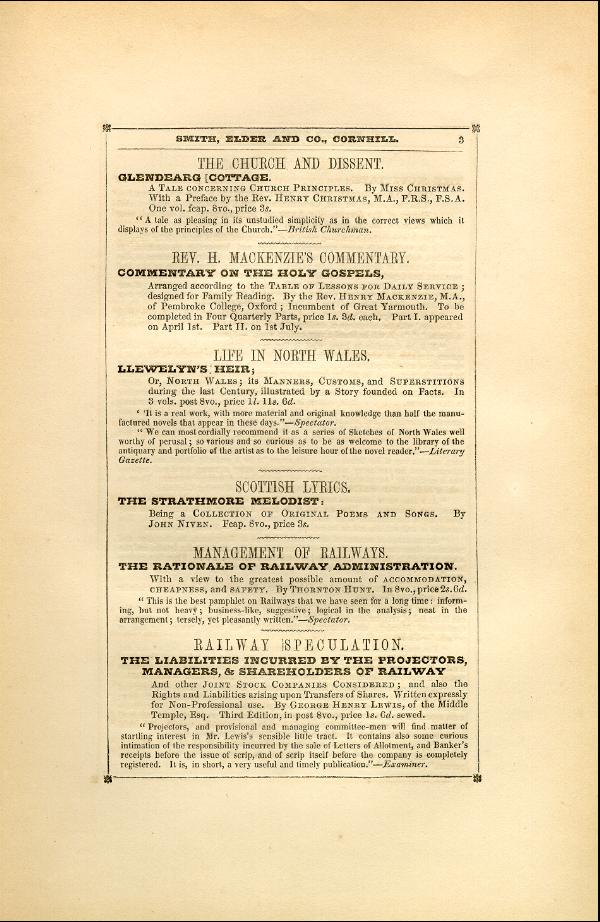 SMITH, ELDER AND CO., CORNHILL. 3
THE CHURCH AND DISSENT.
GLENDEARG [COTTAGE.
A TALE CONCERNING CHURCH PRINCIPLES. By MISS CHRISTMAS.
With a Preface by the Rev. HENRY CHRISTMAS, M.A., F.R.S., F.S.A.
One vol. fcap. 8vo., price 3s.
“ A tale as pleasing in its unstudied simplicity as in the correct views which it
displays of the principles of the Church.”—British Churchman.
REV. H. MACKENZIE'S COMMENTARY.
COMMENTARY ON THE HOLY GOSPELS,
Arranged according to the TABLE OF LESSONS FOR DAILY SERVICE ;
designed for Family Reading. By the Rev. HENRY MACKENZIE, M.A.,
of Pembroke College, Oxford ; Incumbent of Great Yarmouth. To be
completed in Four Quarterly Parts, price 1s. 3d. each. Part I. appeared
on April 1st. Part II. on 1st July.
LIFE IN NORTH WALES.
LLEWELYN'S HEIR;
Or, NORTH WALES ; its MANNERS, CUSTOMS, and SUPERSTITIONS
during the last Century, illustrated by a Story founded on Facts. In
3 vols. post 8vo., price 1l. 11s. 6d.
‘ 'It is a real work, with more material and original knowledge than half the manu-
factured novels that appear in these days.”—Spectator.
“ We can most cordially recommend it as a series of Sketches of North Wales well
worthy of perusal ; so various and so curious as to be as welcome to the library of the
antiquary and portfolio of the artist as to the leisure hour of the novel reader.”—Literary
Gazette.
SCOTTISH LYRICS.
THE STRATHMORE MELODIST:
Being a COLLECTION OF ORIGINAL POEMS AND SONGS. By
JOHN NIVEN. Fcap. 8vo., price 3s.
MANAGEMENT OF RAILWAYS.
THE RATIONALE OF RAILWAY ADMINISTRATION.
With a view to the greatest possible amount of ACCOMMODATION,
CHEAPNESS, and SAFETY. By THORNTON HUNT. In 8vo., price 2s. 6d.
“ This is the best pamphlet on Railways that we have seen for a long time : inform-
ing, but not heavy ; business-like, suggestive ; logical in the analysis ; neat in the
arrangement ; tersely, yet pleasantly written.”—Spectator.
RAILWAY SPECULATION.
THE LIABILITIES INCURRED BY THE PROJECTORS,
MANAGERS, & SHAREHOLDERS OF RAILWAY
And other JOINT STOCK COMPANIES CONSIDERED ; and also the
Rights and Liabilities arising upon Transfers of Shares. Written expressly
for Non-Professional use. By GEORGE HENRY LEWIS, of the Middle
Temple, Esq. Third Edition, in post 8vo., price 1s. 6d. sewed.
“ Projectors, and provisional and managing committee-men will find matter of
startling interest in Mr. Lewis's sensible little tract. It contains also some curious
intimation of the responsibility incurred by the sale of Letters of Allotment, and Banker's
receipts before the issue of scrip, and of scrip itself before the company is completely
registered. It is, in short, a very useful and timely publication.”—Examiner.